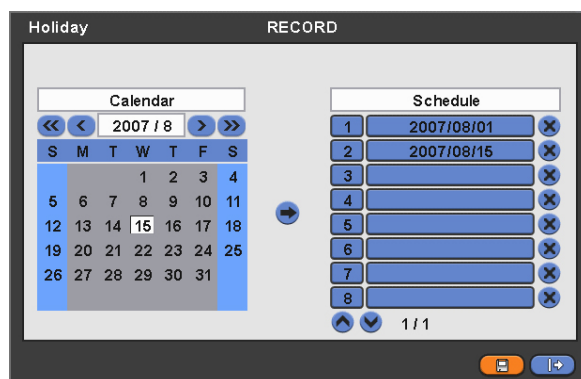 Holiday RECORD
Calendar
2007 / 8
S M T W T F S
1 2 3 4
5 6 7 8 9 10 11
12 13 14 15 16 17 18
19 20 21 22 23 24 25
26 27 28 29 30 31
Schedule
1 2007/08/01
2 2007/08/15
3
4
5
6
7
8
1 / 1